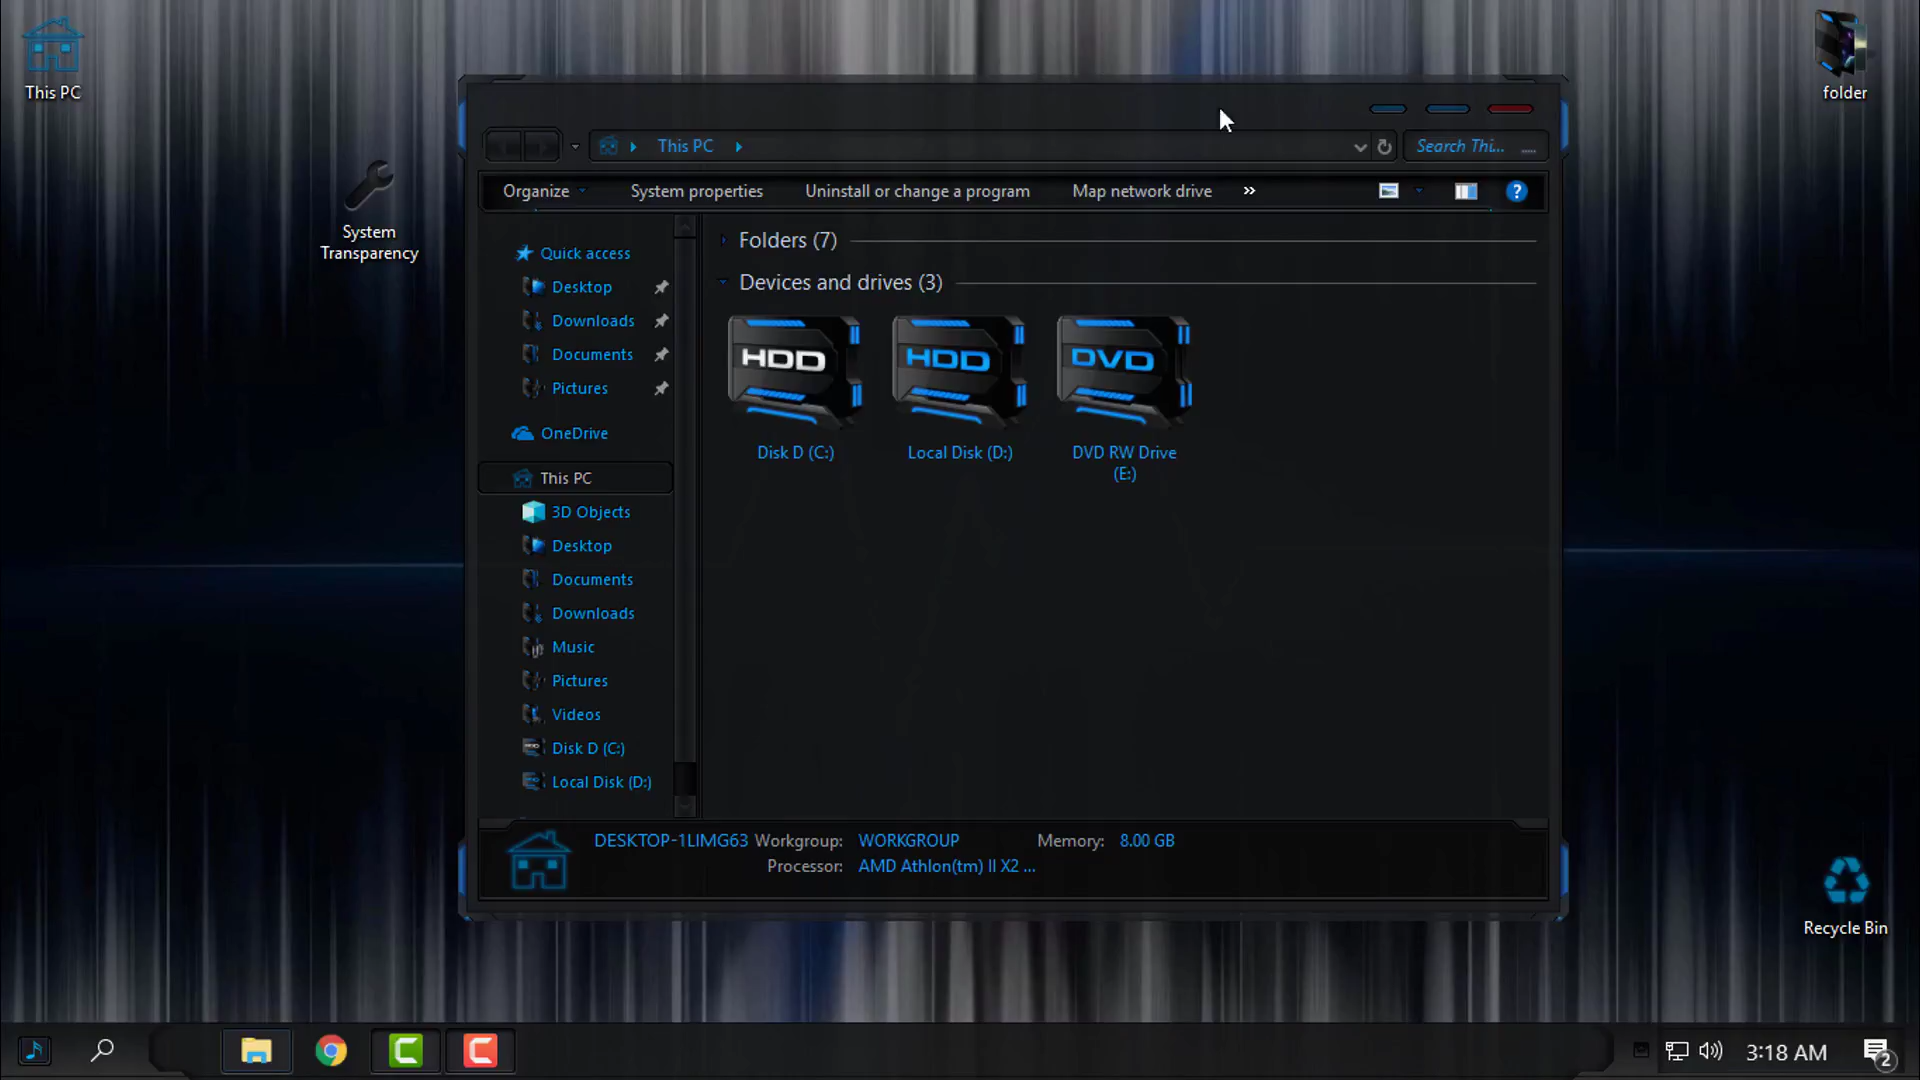 This PC
folder
System
Transparency
This PC
Search Thi...
Organize
System properties
Uninstall or change a program
Map network drive
»
?
Quick access
Desktop
Downloads
Documents
Pictures
OneDrive
This PC
3D Objects
Desktop
Documents
Downloads
Music
Pictures
Videos
Disk D (C:)
Local Disk (D:)
Folders (7)
Devices and drives (3)
HDD
HDD
DVD
Disk D (C:)
Local Disk (D:)
DVD RW Drive
(E:)
DESKTOP-1LIMG63 Workgroup: WORKGROUP Memory: 8.00 GB
Processor: AMD Athlon(tm) II X2 ...
Recycle Bin
C
C
3:18 AM
2